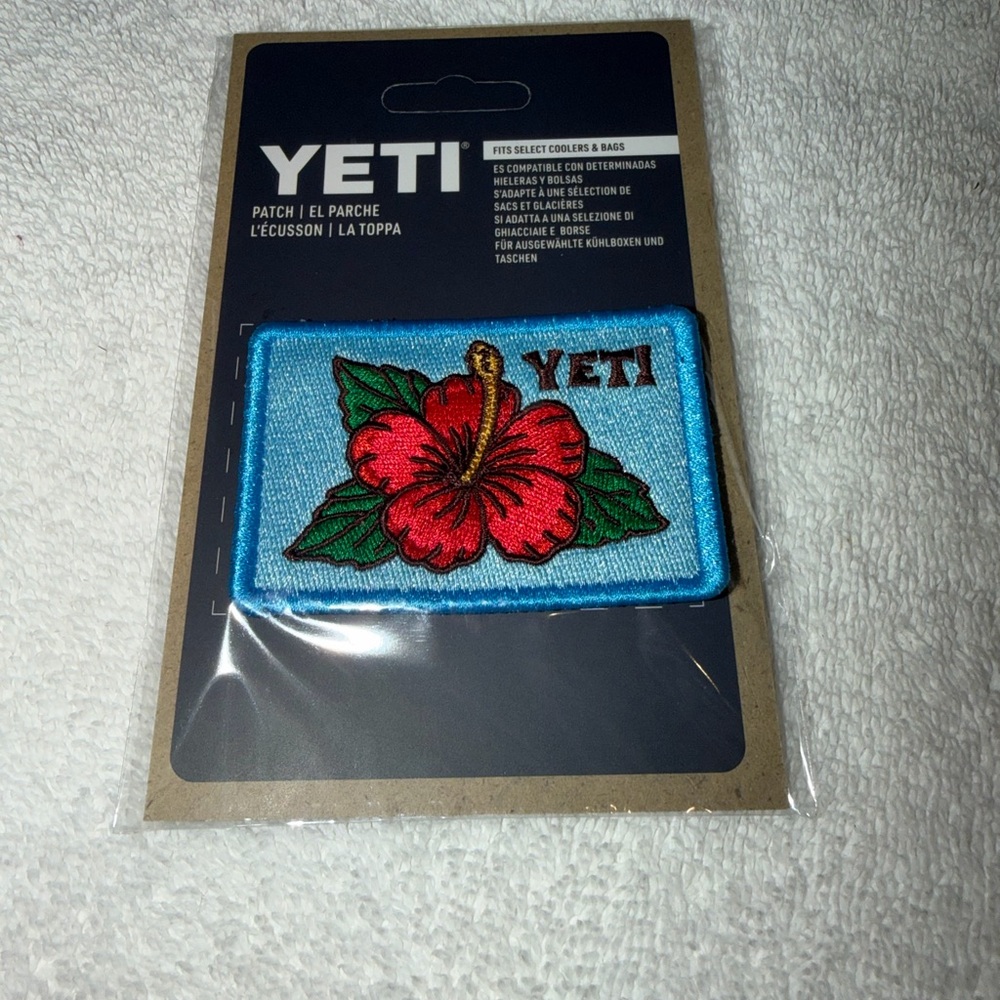 YETI®
PATCH | EL PARCHE
L'ÉCUSSON | LA TOPPA
FITS SELECT COOLERS & BAGS
ES COMPATIBLE CON DETERMINADAS
HIELERAS Y BOLSAS
S'ADAPTE À UNE SÉLECTION DE
SACS ET GLACIÈRES
SI ADATTA A UNA SELEZIONE DI
GHIACCIAIE E BORSE
FÜR AUSGEWÄHLTE KÜHLBOXEN UND
TASCHEN
YETI